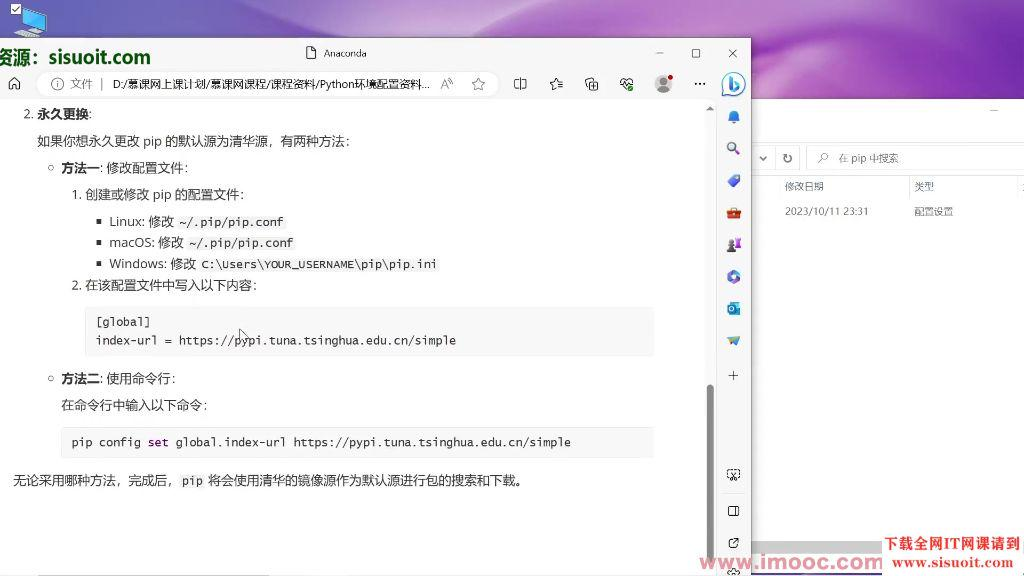 资源：sisuoit.com
Anaconda
文件 D:/慕课网上课计划/慕课网课程/课程资料/Python环境配置资料...
2. 永久更换:
如果你想永久更改 pip 的默认源为清华源，有两种方法：
方法一: 修改配置文件：
1. 创建或修改 pip 的配置文件：
Linux: 修改 ~/.pip/pip.conf
macOS: 修改 ~/.pip/pip.conf
Windows: 修改 C:\Users\YOUR_USERNAME\pip\pip.ini
2. 在该配置文件中写入以下内容：
[global]
index-url = https://pypi.tuna.tsinghua.edu.cn/simple
方法二: 使用命令行：
在命令行中输入以下命令：
pip config set global.index-url https://pypi.tuna.tsinghua.edu.cn/simple
无论采用哪种方法，完成后，pip 将会使用清华的镜像源作为默认源进行包的搜索和下载。
在 pip 中搜索
修改日期 类型
2023/10/11 23:31 配置设置
下载全网IT网课请到
www.imooc.com
www.sisuoit.com